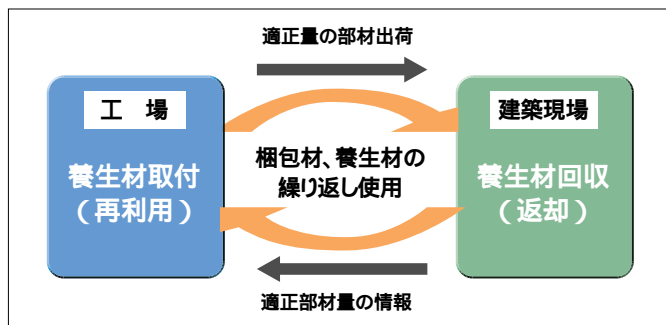 適正量の部材出荷
工　場
養生材取付
（再利用）
梱包材、養生材の
繰り返し使用
建築現場
養生材回収
（返却）
適正部材量の情報